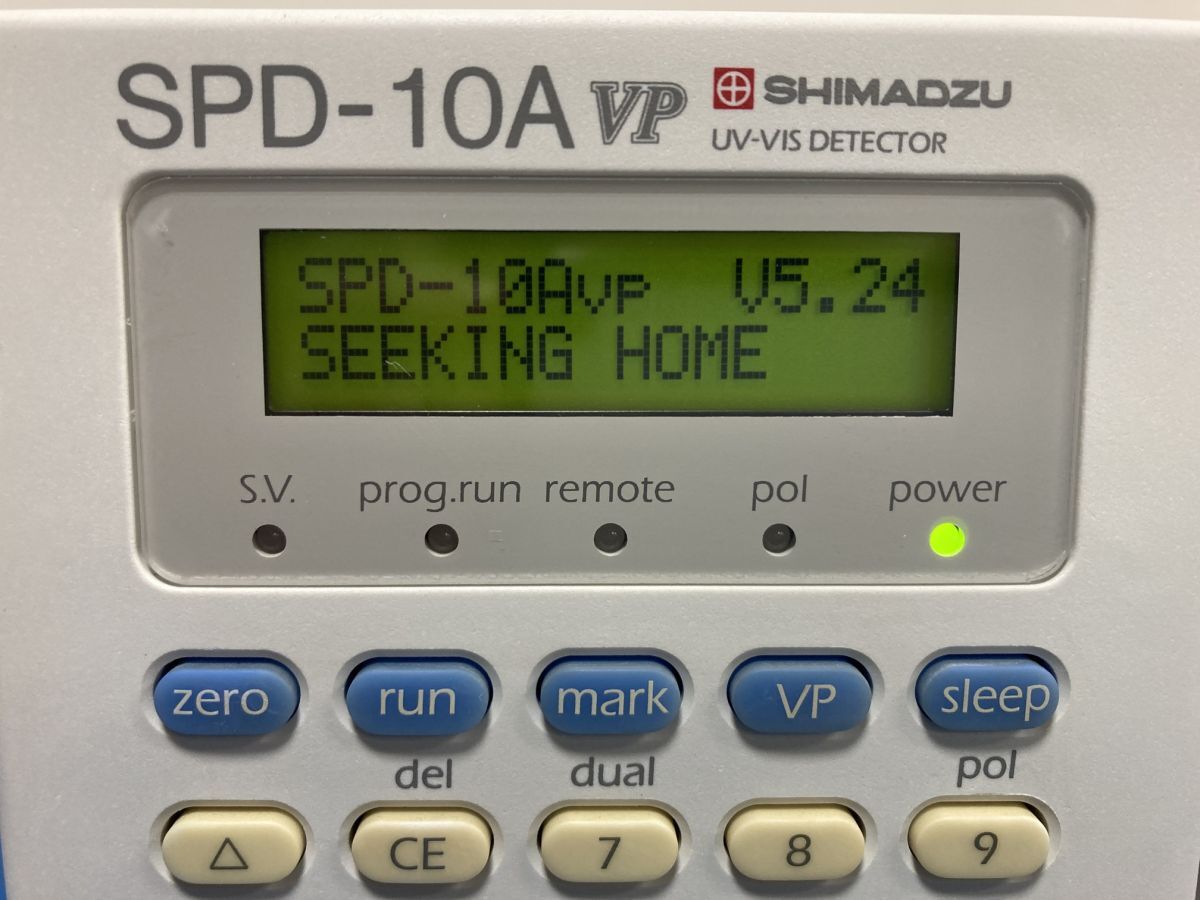 SPD-10A VP SHIMADZU
UV-VIS DETECTOR
SPD-10Avp V5.24
SEEKING HOME
S.V. prog.run remote pol power
zero run mark VP sleep
del dual pol
△ CE 7 8 9